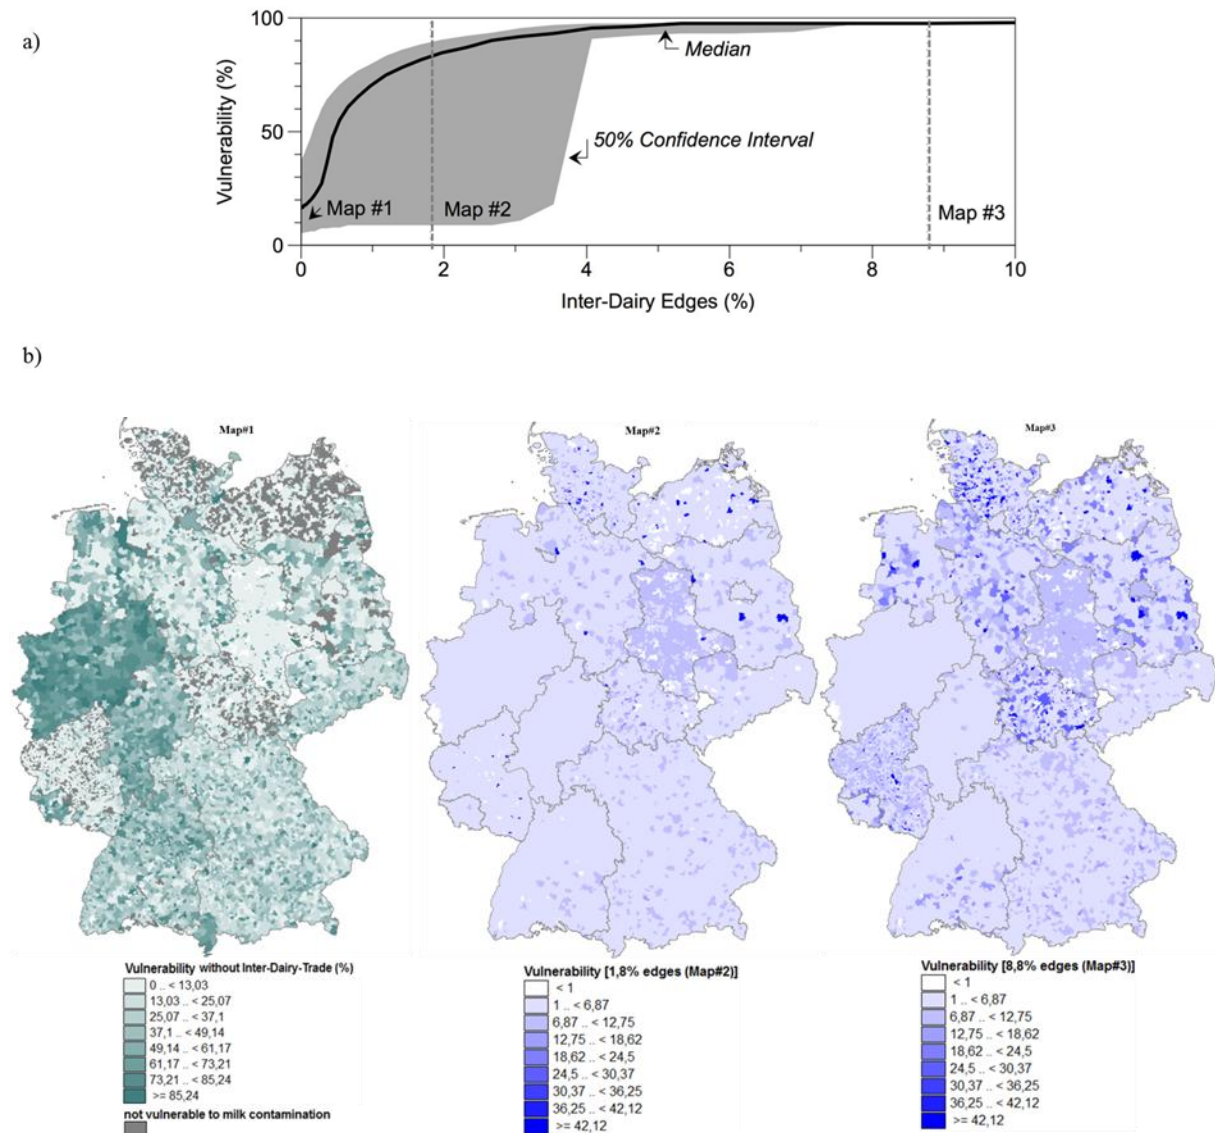 a)
100
50
0
Vulnerability (%)
Median
50% Confidence Interval
Map #1
Map #2
Map #3
0
2
4
6
8
10
Inter-Dairy Edges (%)
b)
Map#1
Map#2
Map#3
Vulnerability without Inter-Dairy-Trade (%)
0 .. < 13,03
13,03 .. < 25,07
25,07 .. < 37,1
37,1 .. < 49,14
49,14 .. < 61,17
61,17 .. < 73,21
73,21 .. < 85,24
>= 85,24
not vulnerable to milk contamination
Vulnerability [1,8% edges (Map#2)]
< 1
1 .. < 6,87
6,87 .. < 12,75
12,75 .. < 18,62
18,62 .. < 24,5
24,5 .. < 30,37
30,37 .. < 36,25
36,25 .. < 42,12
>= 42,12
Vulnerability [8,8% edges (Map#3)]
< 1
1 .. < 6,87
6,87 .. < 12,75
12,75 .. < 18,62
18,62 .. < 24,5
24,5 .. < 30,37
30,37 .. < 36,25
36,25 .. < 42,12
>= 42,12